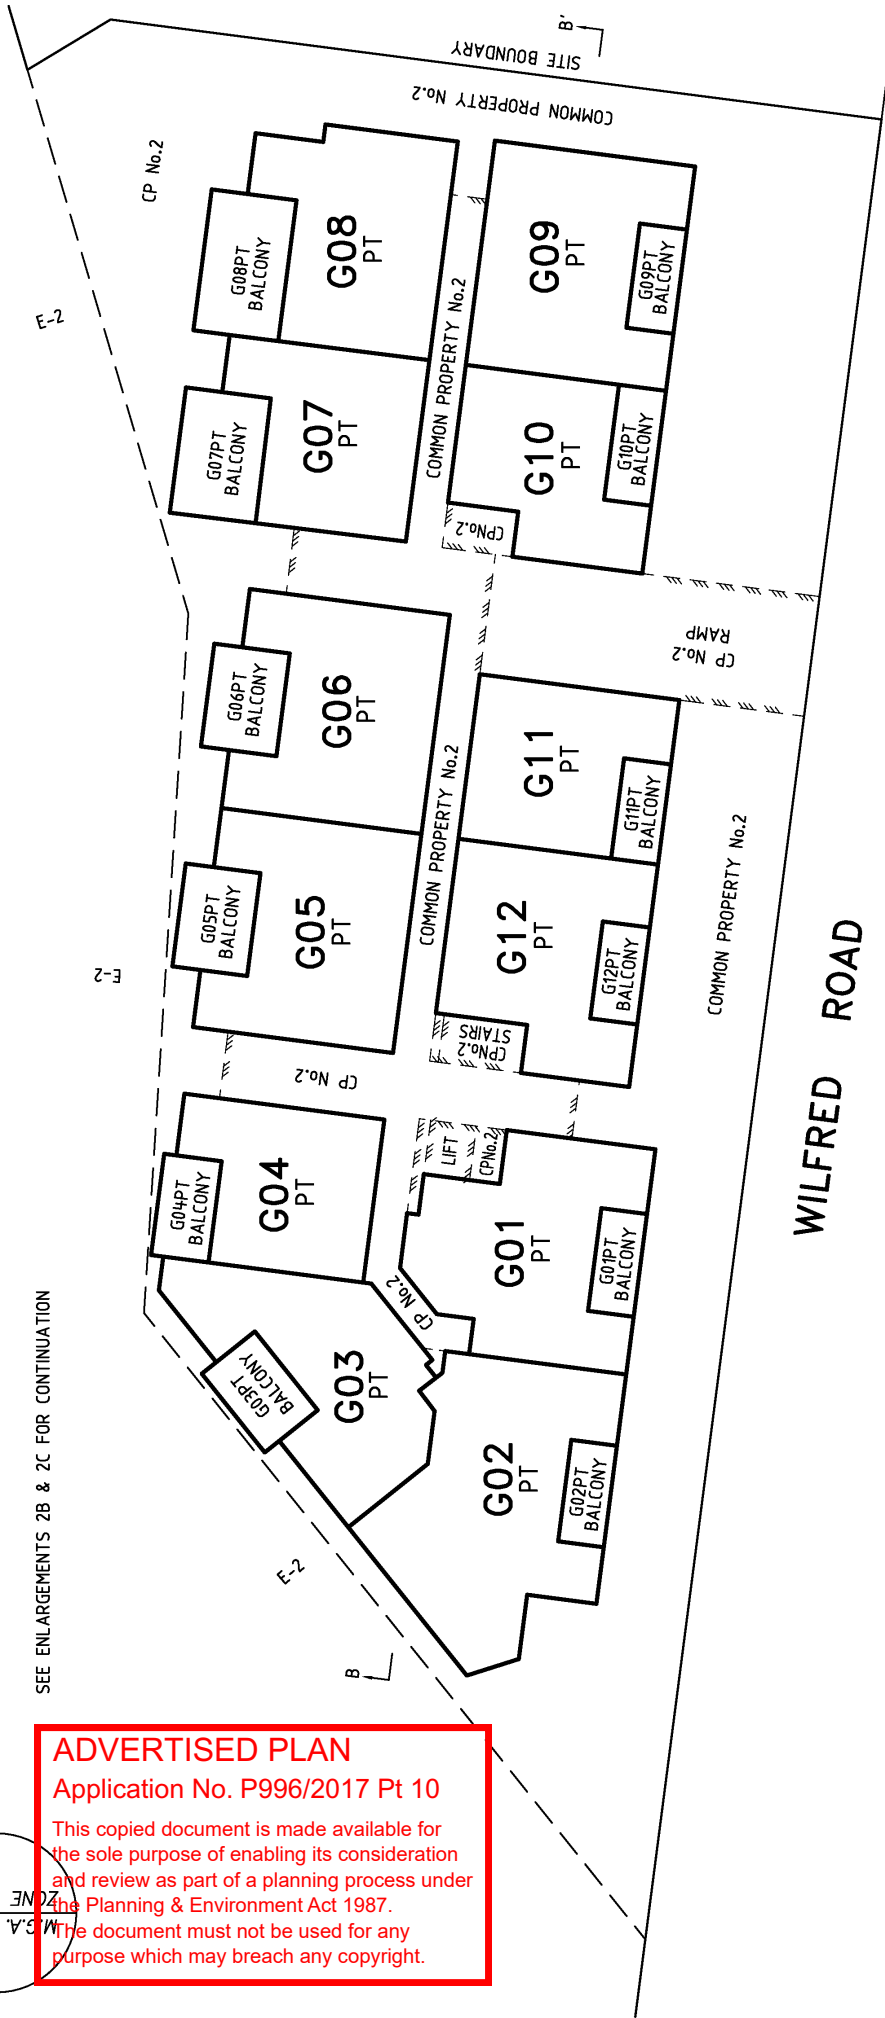 B'
SITE BOUNDARY
COMMON PROPERTY No.2
CP No.2
E-2
G08PT
BALCONY
G08
PT
G09
PT
G09PT
BALCONY
G07PT
BALCONY
G07
PT
COMMON PROPERTY No.2
G10
PT
G10PT
BALCONY
CPNo.2
CP No.2
RAMP
G06PT
BALCONY
G06
PT
G11
PT
G11PT
BALCONY
COMMON PROPERTY No.2
G05PT
BALCONY
G05
PT
G12
PT
G12PT
BALCONY
COMMON PROPERTY No.2
E-2
CPNo.2
STAIRS
CP No.2
WILFRED ROAD
G04PT
BALCONY
G04
PT
LIFT
CPNo.2
G01
PT
G01PT
BALCONY
CP No.2
G03PT
BALCONY
G03
PT
G02
PT
G02PT
BALCONY
SEE ENLARGEMENTS 2B & 2C FOR CONTINUATION
E-2
B
ADVERTISED PLAN
Application No. P996/2017 Pt 10
This copied document is made available for
the sole purpose of enabling its consideration
and review as part of a planning process under
the Planning & Environment Act 1987.
The document must not be used for any
purpose which may breach any copyright.
M.G.A.
ZONE